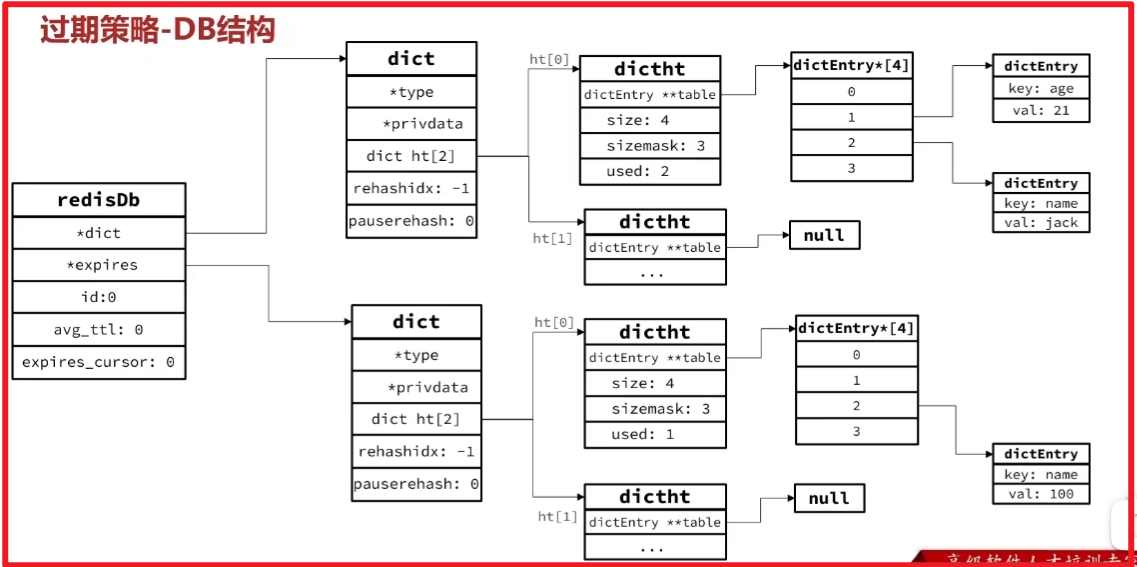 过期策略-DB结构
redisDb
*dict
*expires
id:0
avg_ttl: 0
expires_cursor: 0
dict
*type
*privdata
dict ht[2]
rehashidx: -1
pauserehash: 0
ht[0]
dictht
dictEntry **table
size: 4
sizemask: 3
used: 2
dictEntry*[4]
0
1
2
3
dictEntry
key: age
val: 21
dictEntry
key: name
val: jack
ht[1]
dictht
dictEntry **table
...
null
dict
*type
*privdata
dict ht[2]
rehashidx: -1
pauserehash: 0
ht[0]
dictht
dictEntry **table
size: 4
sizemask: 3
used: 1
dictEntry*[4]
0
1
2
3
dictEntry
key: name
val: 100
ht[1]
dictht
dictEntry **table
...
null